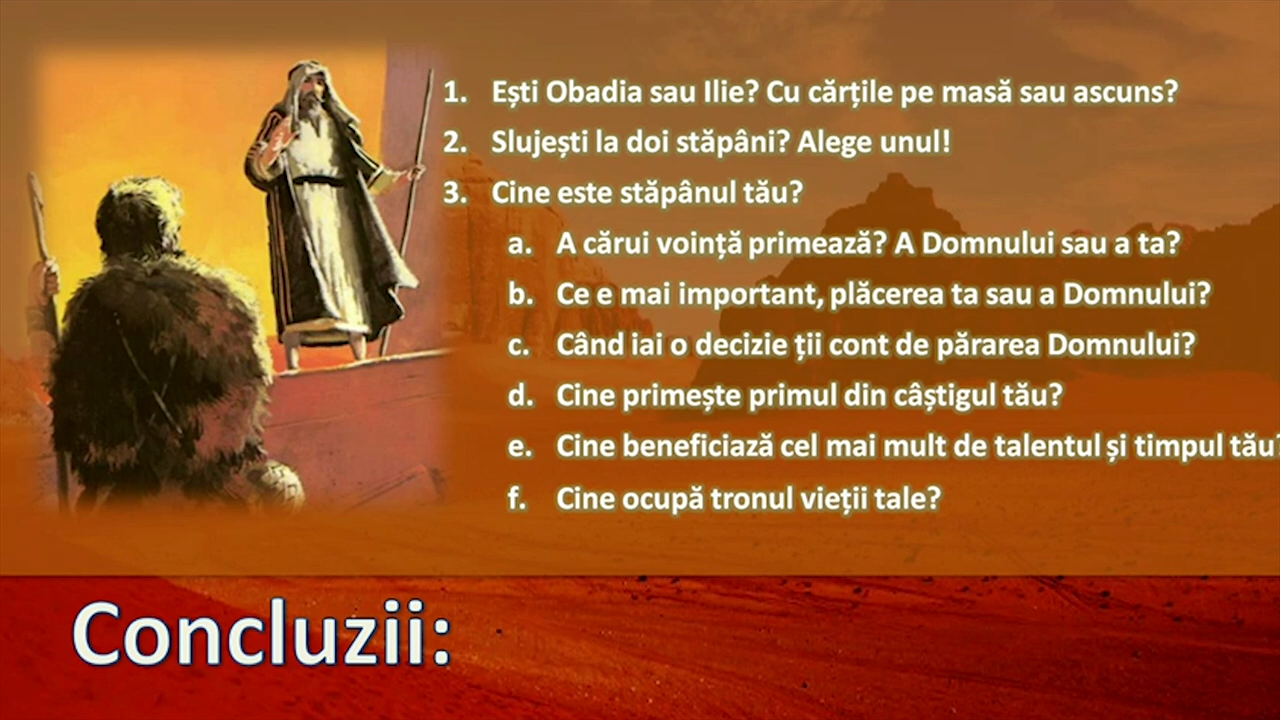 1. Ești Obadia sau Ilie? Cu cărțile pe masă sau ascuns?
2. Slujești la doi stăpâni? Alege unul!
3. Cine este stăpânul tău?
a. A cărui voință primează? A Domnului sau a ta?
b. Ce e mai important, plăcerea ta sau a Domnului?
c. Când iai o decizie ții cont de părarea Domnului?
d. Cine primește primul din câștigul tău?
e. Cine beneficiază cel mai mult de talentul și timpul tău?
f. Cine ocupă tronul vieții tale?
Concluzii: